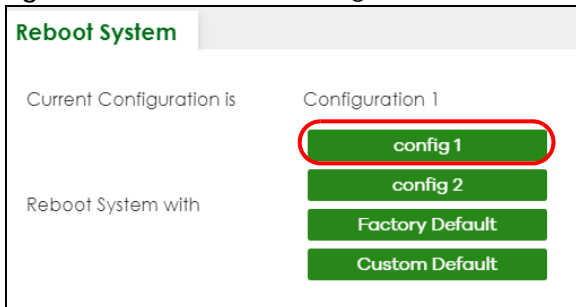 Reboot System
Current Configuration is Configuration 1
config 1
config 2
Reboot System with
Factory Default
Custom Default